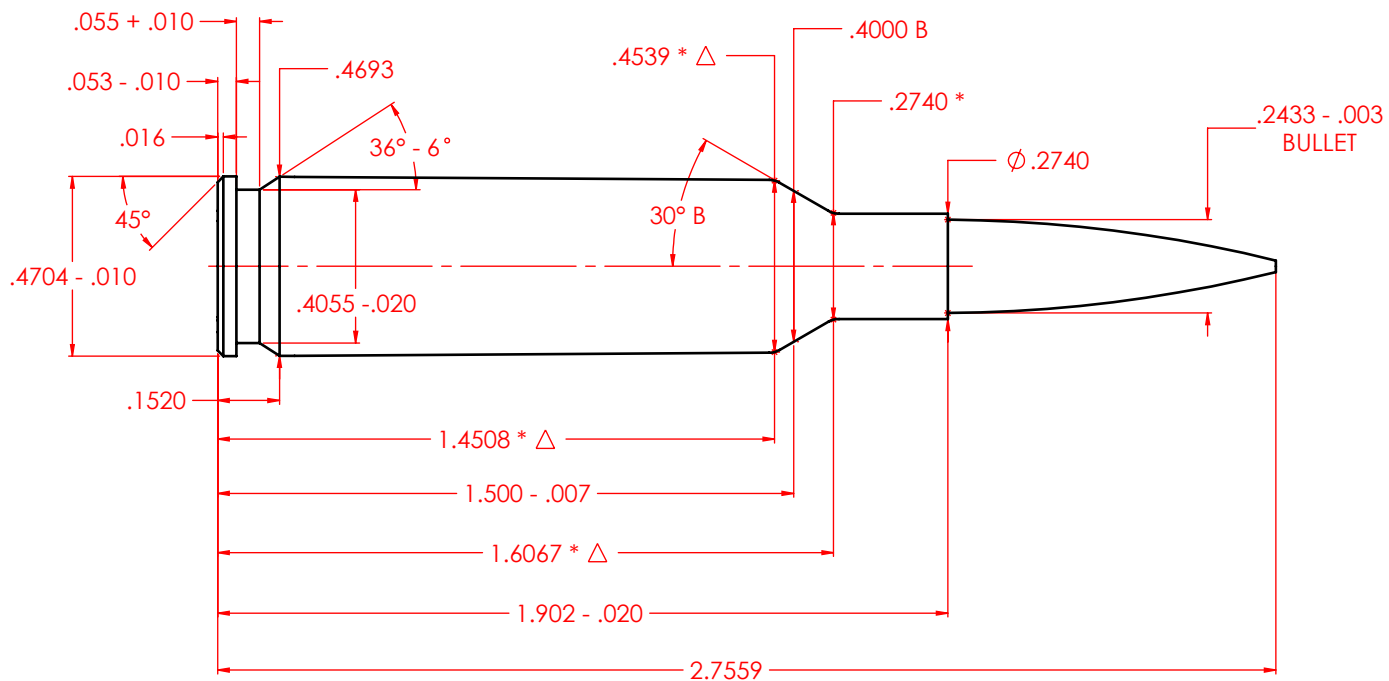 .055 + .010
.053 - .010
.016
.4693
36° - 6°
.4539 * △
.4000 B
.2740 *
.2433 - .003
BULLET
∅ .2740
45°
30° B
.4704 - .010
.4055 -.020
.1520
1.4508 * △
1.500 - .007
1.6067 * △
1.902 - .020
2.7559